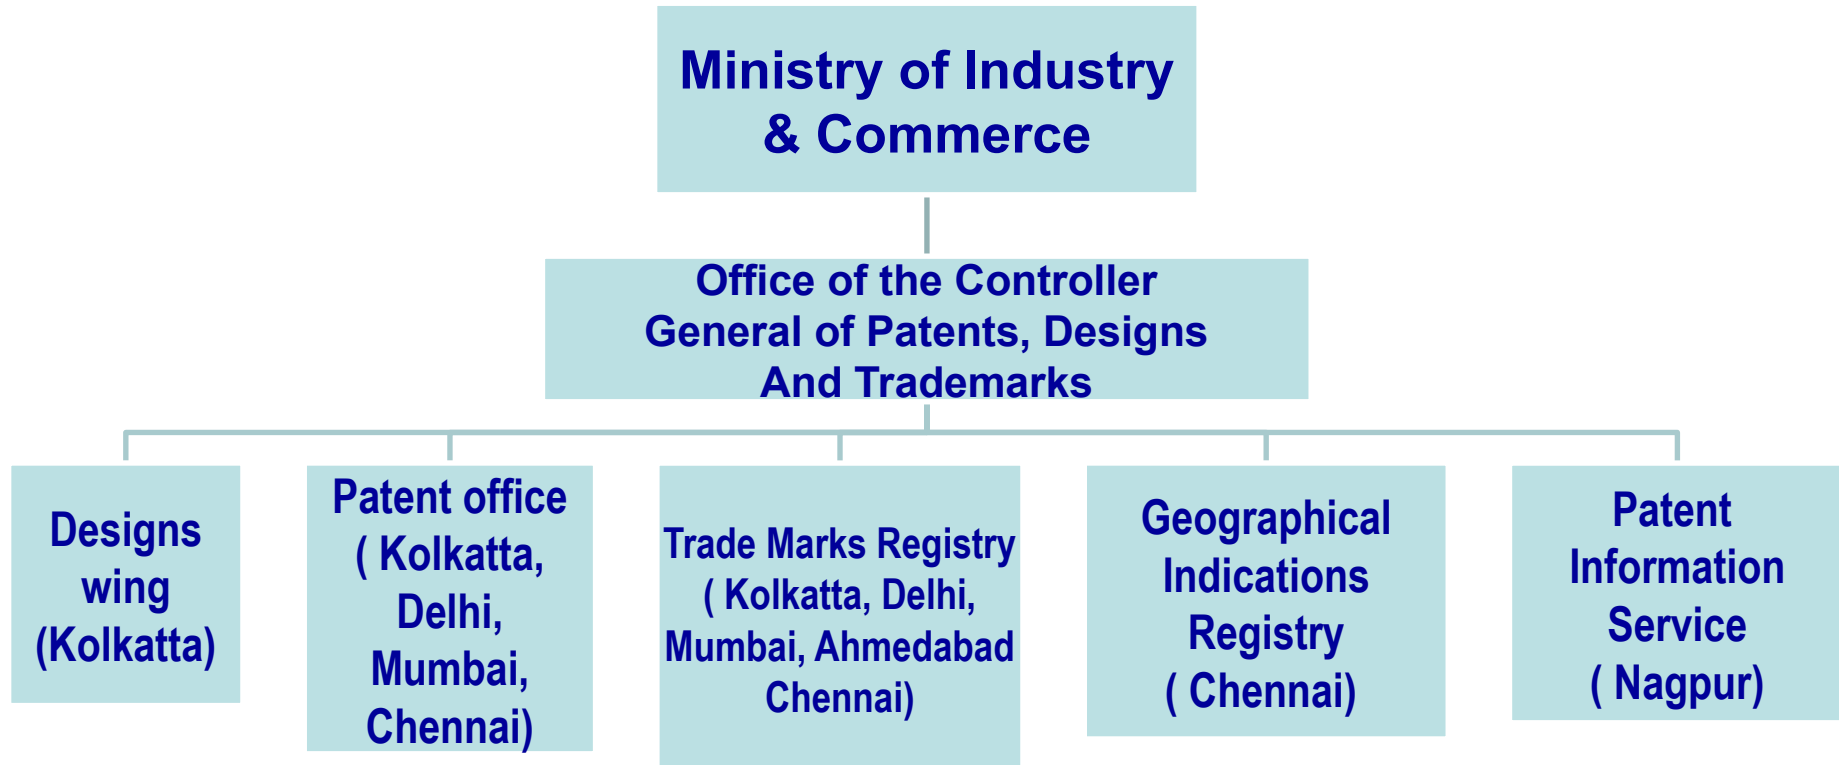 Ministry of Industry
& Commerce
Office of the Controller
General of Patents, Designs
And Trademarks
Designs
wing
(Kolkatta)
Patent office
( Kolkatta,
Delhi,
Mumbai,
Chennai)
Trade Marks Registry
( Kolkatta, Delhi,
Mumbai, Ahmedabad
Chennai)
Geographical
Indications
Registry
( Chennai)
Patent
Information
Service
( Nagpur)